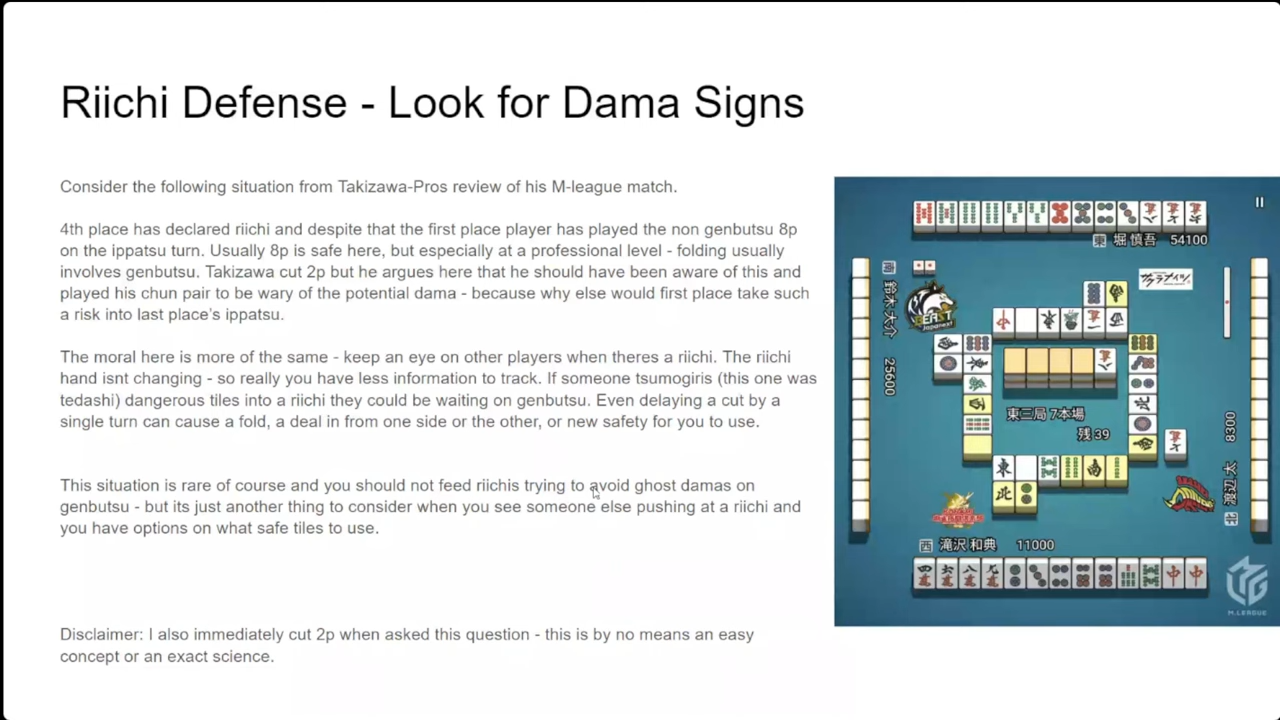 Riichi Defense - Look for Dama Signs
Consider the following situation from Takizawa-Pros review of his M-league match.
4th place has declared riichi and despite that the first place player has played the non genbutsu 8p
on the ippatsu turn. Usually 8p is safe here, but especially at a professional level - folding usually
involves genbutsu. Takizawa cut 2p but he argues here that he should have been aware of this and
played his chun pair to be wary of the potential dama - because why else would first place take such
a risk into last place's ippatsu.
The moral here is more of the same - keep an eye on other players when theres a riichi. The riichi
hand isnt changing - so really you have less information to track. If someone tsumogiris (this one was
tedashi) dangerous tiles into a riichi they could be waiting on genbutsu. Even delaying a cut by a
single turn can cause a fold, a deal in from one side or the other, or new safety for you to use.
This situation is rare of course and you should not feed riichis trying to avoid ghost damas on
genbutsu - but its just another thing to consider when you see someone else pushing at a riichi and
you have options on what safe tiles to use.
Disclaimer: I also immediately cut 2p when asked this question - this is by no means an easy
concept or an exact science.
東 堀 慎吾 54100
南 鈴木 大介 25600
BEAST
Japanext
東三局 7本場
残 39
8300
北 渡辺 太
西 滝沢 和典 11000
M.LEAGUE